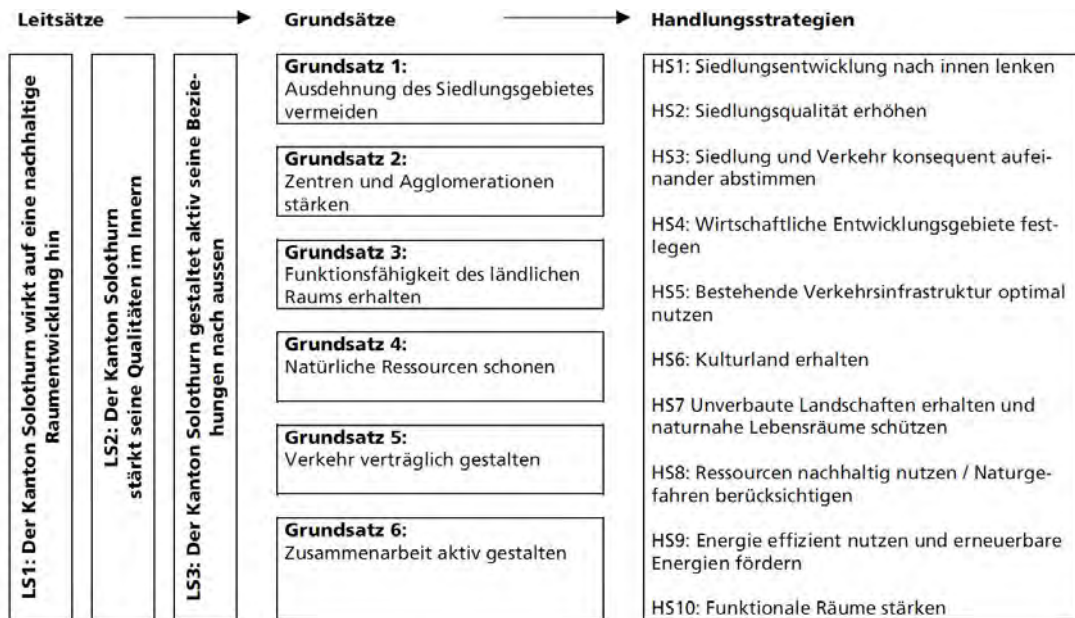 Leitsätze
Grundsätze
Handlungsstrategien
LS1: Der Kanton Solothurn wirkt auf eine nachhaltige
Raumentwicklung hin
LS2: Der Kanton Solothurn
stärkt seine Qualitäten im Innern
LS3: Der Kanton Solothurn gestaltet aktiv seine Bezie-
hungen nach aussen
Grundsatz 1:
Ausdehnung des Siedlungsgebietes
vermeiden
Grundsatz 2:
Zentren und Agglomerationen
stärken
Grundsatz 3:
Funktionsfähigkeit des ländlichen
Raums erhalten
Grundsatz 4:
Natürliche Ressourcen schonen
Grundsatz 5:
Verkehr verträglich gestalten
Grundsatz 6:
Zusammenarbeit aktiv gestalten
HS1: Siedlungsentwicklung nach innen lenken
HS2: Siedlungsqualität erhöhen
HS3: Siedlung und Verkehr konsequent aufei-
nander abstimmen
HS4: Wirtschaftliche Entwicklungsgebiete fest-
legen
HS5: Bestehende Verkehrsinfrastruktur optimal
nutzen
HS6: Kulturland erhalten
HS7 Unverbaute Landschaften erhalten und
naturnahe Lebensräume schützen
HS8: Ressourcen nachhaltig nutzen / Naturge-
fahren berücksichtigen
HS9: Energie effizient nutzen und erneuerbare
Energien fördern
HS10: Funktionale Räume stärken